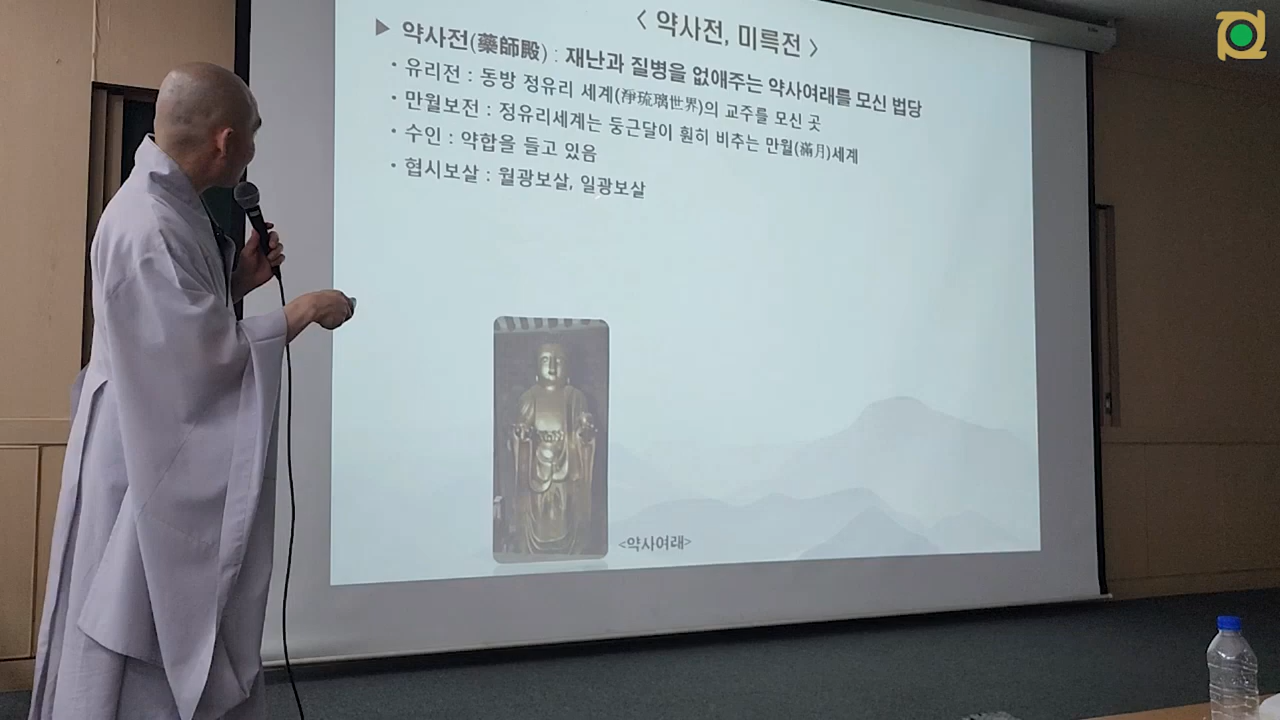 < 약사전, 미륵전 >
▶ 약사전(藥師殿) : 재난과 질병을 없애주는 약사여래를 모신 법당
· 유리전 : 동방 정유리 세계(淨琉璃世界)의 교주를 모신 곳
· 만월보전 : 정유리세계는 둥근달이 훤히 비추는 만월(滿月)세계
· 수인 : 약합을 들고 있음
· 협시보살 : 월광보살, 일광보살
<약사여래>